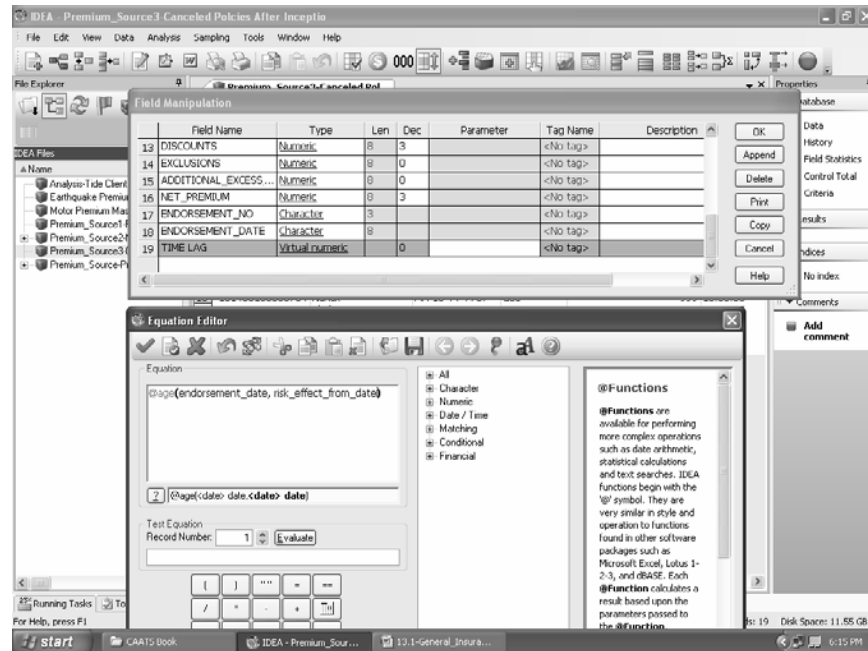 IDEA - Premium_Source3-Canceled Polcies After Inceptio
File Edit View Data Analysis Sampling Tools Window Help
File Explorer
Premium_Source3-Canceled Pol...
Properties
IDEA Files
Name
Analysis-Tide Client
Earthquake Premiu
Motor Premium Mas
Premium_Source1-
Premium_Source2-
Premium_Source3-
Premium_Source-Pr
Field Manipulation
Field Name Type Len Dec Parameter Tag Name Description
13 DISCOUNTS Numeric 8 3 <No tag>
14 EXCLUSIONS Numeric 8 0 <No tag>
15 ADDITIONAL_EXCESS... Numeric 8 0 <No tag>
16 NET_PREMIUM Numeric 8 3 <No tag>
17 ENDORSEMENT_NO Character 3 <No tag>
18 ENDORSEMENT_DATE Character 8 <No tag>
19 TIME LAG Virtual numeric 0 <No tag>
OK
Append
Delete
Print
Copy
Cancel
Help
atabase
Data
History
Field Statistics
Control Total
Criteria
esults
ndices
No index
Comments
Add
comment
Equation Editor
Equation
@age(endorsement_date, risk_effect_from_date)
? @age(<date> date,<date> date)
Test Equation
Record Number: 1 Evaluate
( ) "" = ==
/ * - +
All
Character
Numeric
Date / Time
Matching
Conditional
Financial
@Functions
@Functions are
available for performing
more complex operations
such as date arithmetic,
statistical calculations
and text searches. IDEA
functions begin with the
'@' symbol. They are
very similar in style and
operation to functions
found in other software
packages such as
Microsoft Excel, Lotus 1-
2-3, and dBASE. Each
@Function calculates a
result based upon the
parameters passed to
the @Function.
Running Tasks To
For Help, press F1
ds: 19 Disk Space: 11.55 GB
start CAATS Book IDEA - Premium_Sour... 13.1-General_Insura... 6:15 PM